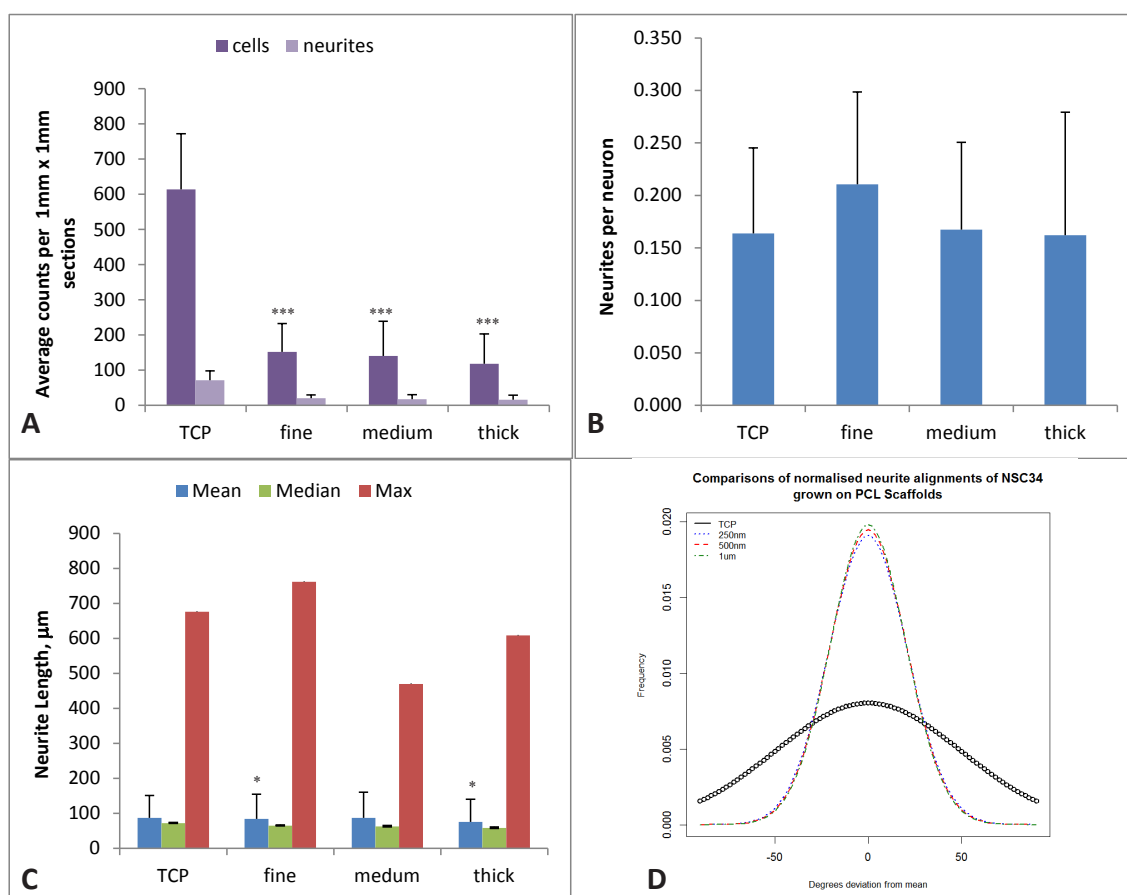 cells neurites
Average counts per 1mm x 1mm
sections
900
800
700
600
500
400
300
200
100
0
***
***
***
TCP fine medium thick
A
Neurites per neuron
0.350
0.300
0.250
0.200
0.150
0.100
0.050
0.000
TCP fine medium thick
B
Mean Median Max
Neurite Length, µm
900
800
700
600
500
400
300
200
100
0
*
*
TCP fine medum thick
C
Comparisons of normalised neurite alignments of NSC34
grown on PCL Scaffolds
TCP
250nm
500nm
1um
Frequency
0.020
0.015
0.010
0.005
0.000
-50 0 50
Degrees deviation from mean
D